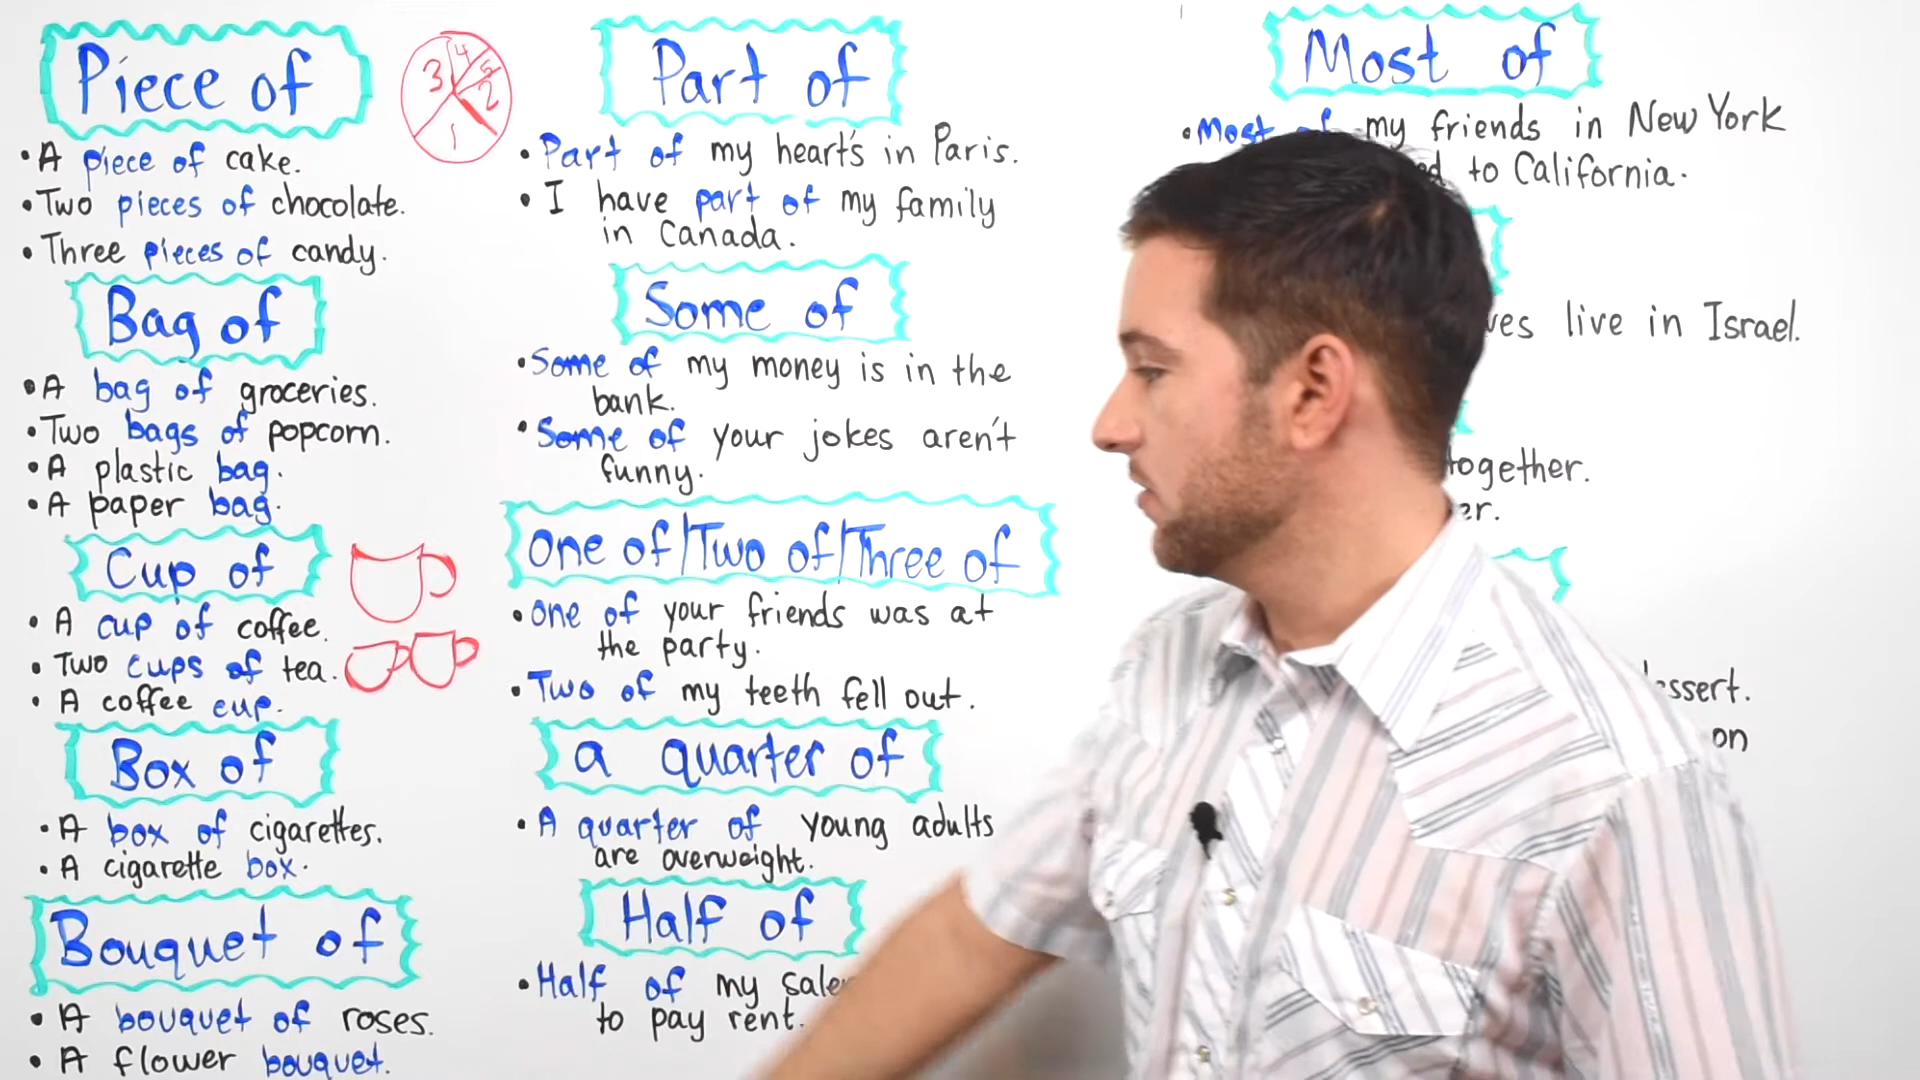 Piece of
• A piece of cake.
• Two pieces of chocolate.
• Three pieces of candy.
3 4 5 2 1
Bag of
• A bag of groceries.
• Two bags of popcorn.
• A plastic bag.
• A paper bag.
Cup of
• A cup of coffee.
• Two cups of tea.
• A coffee cup.
Box of
• A box of cigarettes.
• A cigarette box.
Bouquet of
• A bouquet of roses.
• A flower bouquet.
Part of
• Part of my heart's in Paris.
• I have part of my family
in Canada.
Some of
• Some of my money is in the
bank.
• Some of your jokes aren't
funny.
One of/Two of/Three of
• One of your friends was at
the party.
• Two of my teeth fell out.
a quarter of
• A quarter of young adults
are overweight.
Half of
• Half of my
to pay rent.
Most of
• Most of my friends in New York
to California.
live in Israel.
together.
on